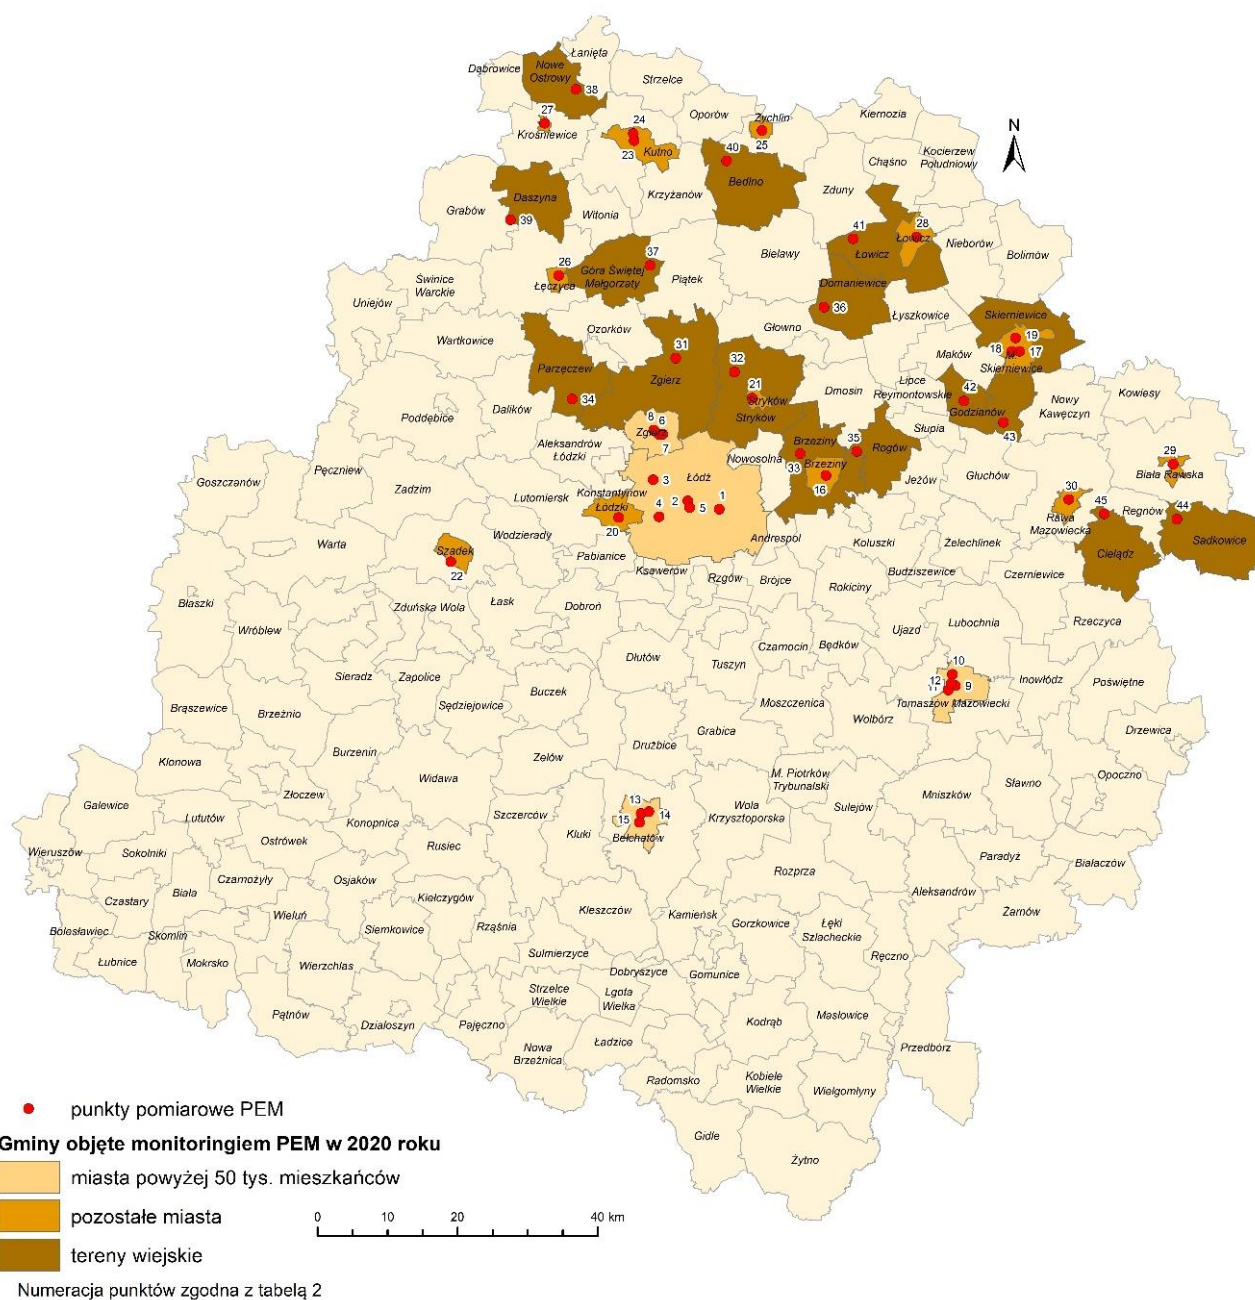 Łanięta
Dąbrowice
Nowe
Ostrowy
38
Strzelce
27
Krośniewice
24
23
Kutno
Oporów
Żychlin
25
Kiernozia
Kocierzew
Południowy
Chąśno
N
40
Bedlno
Zduny
Daszyna
39
Grabów
Witonia
Krzyżanów
41
28
Łowicz
Łowicz
Nieborów
Bolimów
Bielawy
37
26
Łęczyca
Góra Świętej
Małgorzaty
Piątek
Domaniewice
36
Łyszkowice
Świnice
Warckie
Uniejów
Wartkowice
Ozorków
Głowno
Skierniewice
19
18
17
M.
Skierniewice
Maków
31
32
Zgierz
21
Stryków
Stryków
Parzęczew
34
Dmosin
Lipce
Reymontowskie
42
Godzianów
43
Nowy
Kawęczyn
Kowiesy
Poddębice
Dalików
8
6
Zgierz
7
Aleksandrów
Łódzki
Nowosolna
Brzeziny
33
Brzeziny
16
35
Rogów
Słupia
Jeżów
Głuchów
29
Biała Rawska
30
Rawa
Mazowiecka
45
Regnów
44
Sadkowice
Cielądz
Goszczanów
Pęczniew
Zadzim
Lutomiersk
Konstantynów
Łódzki
20
3
Łódź
2
1
4
5
Andrespol
Koluszki
Żelechlinek
Warta
Szadek
22
Wodzierady
Pabianice
Ksawerów
Rzgów
Brójce
Rokiciny
Budziszewice
Czerniewice
Błaszki
Wróblew
Zduńska Wola
Łask
Dobroń
Ujazd
Lubochnia
Rzeczyca
Dłutów
Tuszyn
Czarnocin
Będków
10
12
11
9
Tomaszów Mazowiecki
Inowłódz
Poświętne
Sieradz
Zapolice
Buczek
Sędziejowice
Moszczenica
Wolbórz
Brąszewice
Brzeźnio
Grabica
Drzewica
Klonowa
Burzenin
Widawa
Zelów
Drużbice
M. Piotrków
Trybunalski
Sławno
Opoczno
Galewice
Złoczew
Mniszków
Lututów
Konopnica
Szczerców
Kluki
13
14
15
Bełchatów
Wola
Krzysztoporska
Sulejów
Wieruszów
Sokolniki
Ostrówek
Rusiec
Paradyż
Białaczów
Czastary
Biała
Czarnożyły
Osjaków
Kiełczygów
Rozprza
Aleksandrów
Żarnów
Bolesławiec
Skomlin
Wieluń
Siemkowice
Rząśnia
Kleszczów
Kamieńsk
Gorzkowice
Łęki
Szlacheckie
Ręczno
Łubnice
Mokrsko
Wierzchlas
Sulmierzyce
Dobryszyce
Gomunice
Strzelce
Wielkie
Lgota
Wielka
Pątnów
Działoszyn
Pajęczno
Nowa
Brzeźnica
Ładzice
Kodrąb
Masłowice
Przedbórz
Radomsko
Kobiele
Wielkie
Wielgomłyny
Gidle
Żytno
punkty pomiarowe PEM
Gminy objęte monitoringiem PEM w 2020 roku
miasta powyżej 50 tys. mieszkańców
pozostałe miasta
tereny wiejskie
0 10 20 40 km
Numeracja punktów zgodna z tabelą 2